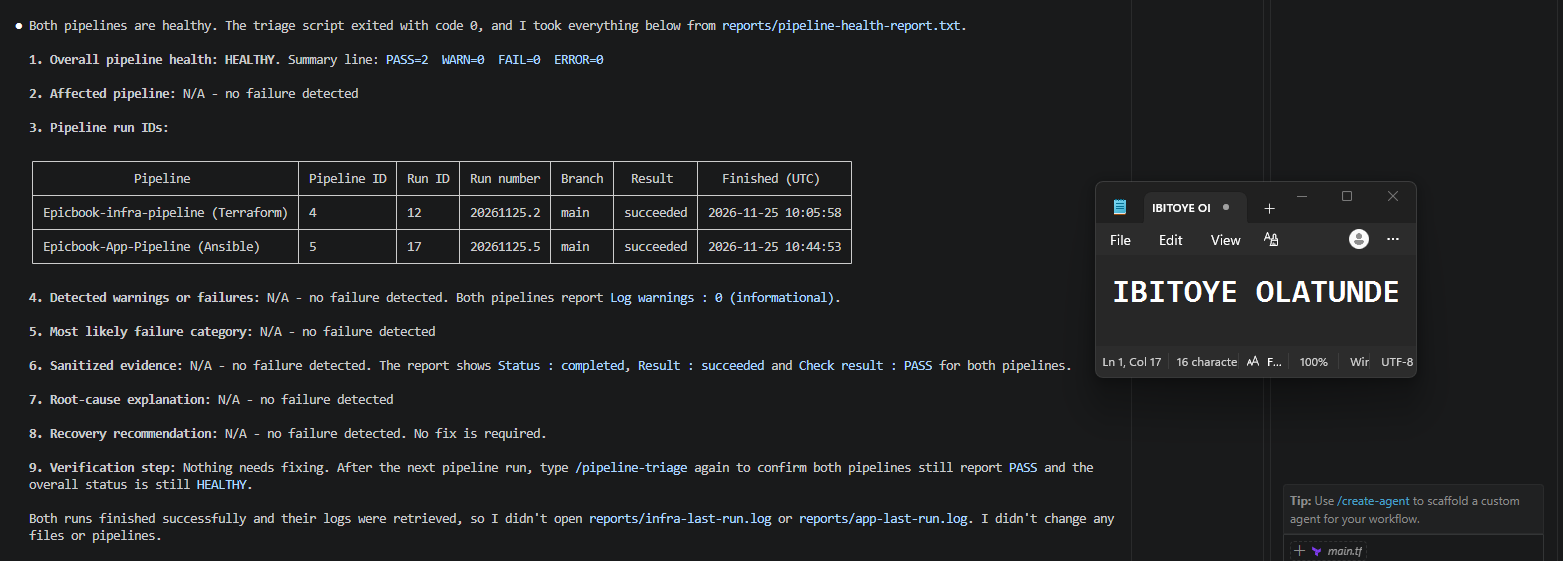 ● Both pipelines are healthy. The triage script exited with code 0, and I took everything below from reports/pipeline-health-report.txt.
1. Overall pipeline health: HEALTHY. Summary line: PASS=2 WARN=0 FAIL=0 ERROR=0
2. Affected pipeline: N/A - no failure detected
3. Pipeline run IDs:
Pipeline Pipeline ID Run ID Run number Branch Result Finished (UTC)
Epicbook-infra-pipeline (Terraform) 4 12 20261125.2 main succeeded 2026-11-25 10:05:58
Epicbook-App-Pipeline (Ansible) 5 17 20261125.5 main succeeded 2026-11-25 10:44:53
4. Detected warnings or failures: N/A - no failure detected. Both pipelines report Log warnings : 0 (informational).
5. Most likely failure category: N/A - no failure detected
6. Sanitized evidence: N/A - no failure detected. The report shows Status : completed, Result : succeeded and Check result : PASS for both pipelines.
7. Root-cause explanation: N/A - no failure detected
8. Recovery recommendation: N/A - no failure detected. No fix is required.
9. Verification step: Nothing needs fixing. After the next pipeline run, type /pipeline-triage again to confirm both pipelines still report PASS and the
overall status is still HEALTHY.
Both runs finished successfully and their logs were retrieved, so I didn't open reports/infra-last-run.log or reports/app-last-run.log. I didn't change any
files or pipelines.
IBITOYE OI
File Edit View
IBITOYE OLATUNDE
Ln 1, Col 17 16 characte F... 100% Wir UTF-8
Tip: Use /create-agent to scaffold a custom
agent for your workflow.
main.tf